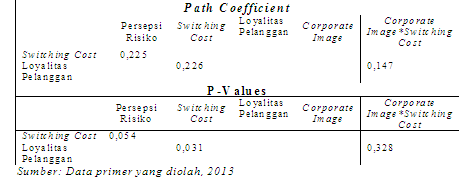 Path Coefficient
Persepsi Risiko Switching Cost Loyalitas Pelanggan Corporate Image Corporate Image*Switching Cost
Switching Cost 0,225
Loyalitas Pelanggan 0,226 0,147
P-Values
Persepsi Risiko Switching Cost Loyalitas Pelanggan Corporate Image Corporate Image*Switching Cost
Switching Cost 0,054
Loyalitas Pelanggan 0,031 0,328
Sumber: Data primer yang diolah, 2013